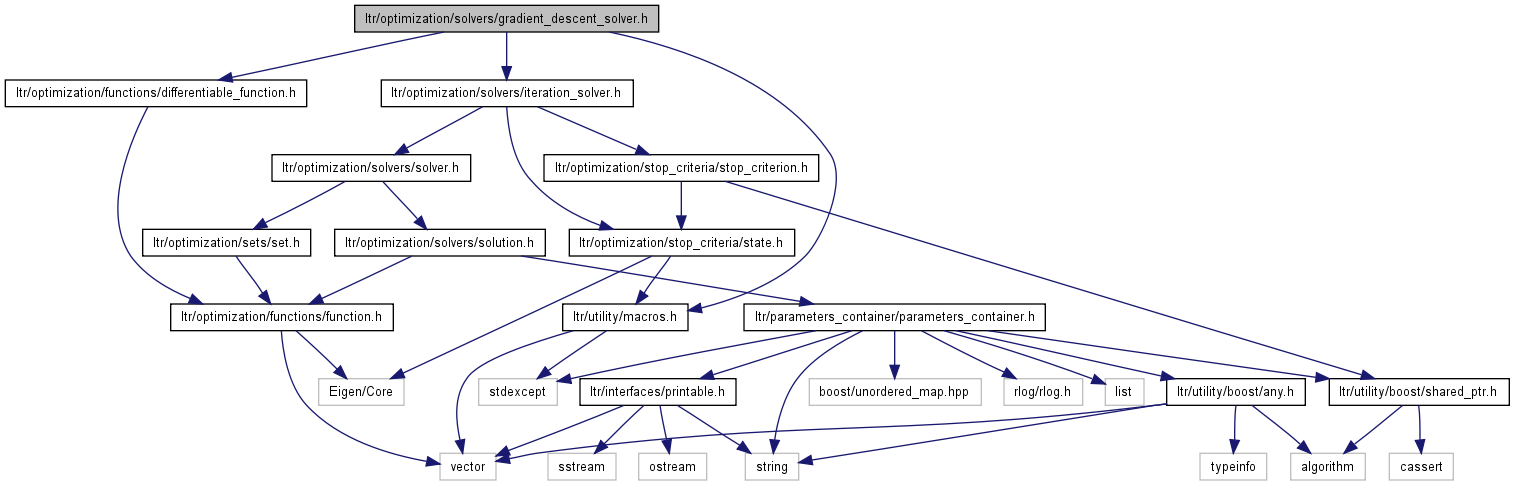 ltr/optimization/solvers/gradient_descent_solver.h
ltr/optimization/functions/differentiable_function.h
ltr/optimization/solvers/iteration_solver.h
ltr/optimization/solvers/solver.h
ltr/optimization/stop_criteria/stop_criterion.h
ltr/optimization/sets/set.h
ltr/optimization/solvers/solution.h
ltr/optimization/stop_criteria/state.h
ltr/optimization/functions/function.h
ltr/utility/macros.h
ltr/parameters_container/parameters_container.h
Eigen/Core
stdexcept
ltr/interfaces/printable.h
boost/unordered_map.hpp
rlog/rlog.h
list
ltr/utility/boost/any.h
ltr/utility/boost/shared_ptr.h
vector
sstream
ostream
string
typeinfo
algorithm
cassert